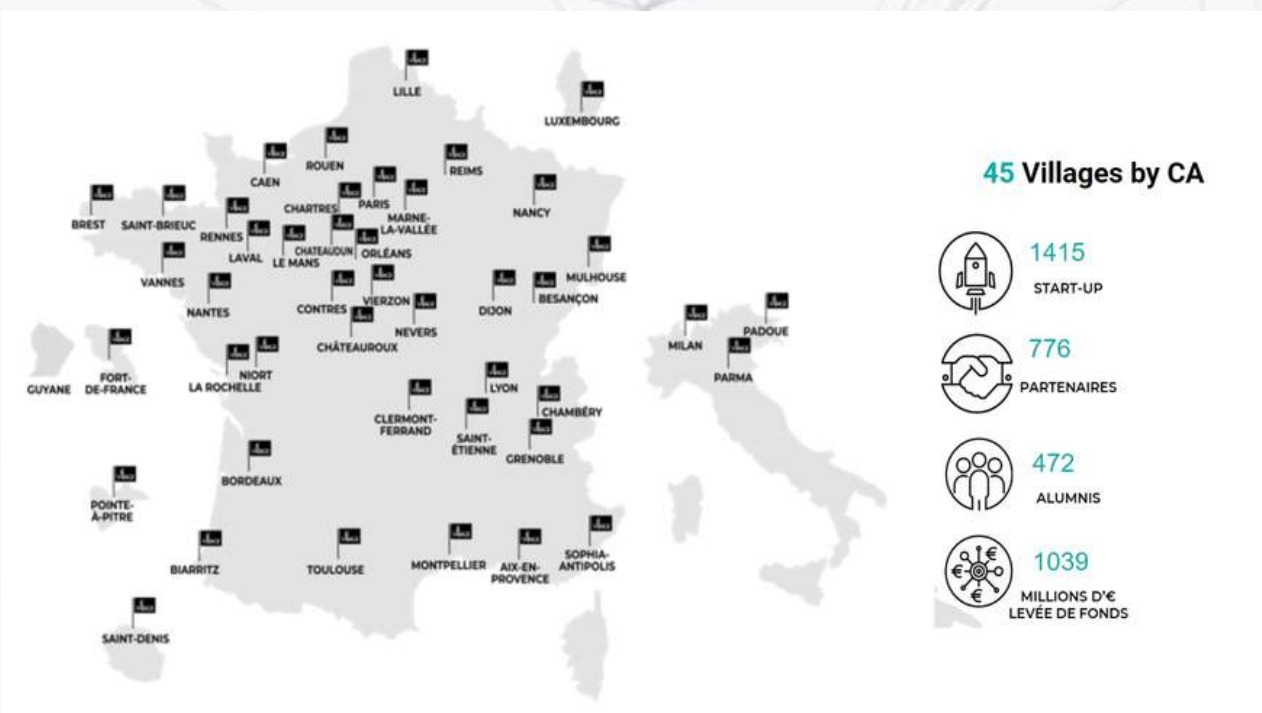 LILLE
LUXEMBOURG
ROUEN
REIMS
CAEN
PARIS
CHARTRES
NANCY
MARNE-
LA-VALLÉE
BREST
SAINT-BRIEUC
RENNES
LAVAL
LE MANS
CHATEAUDUN
ORLÉANS
MULHOUSE
VANNES
NANTES
CONTRES
VIERZON
DIJON
BESANÇON
NEVERS
CHÂTEAUROUX
GUYANE
FORT-
DE-FRANCE
NIORT
LA ROCHELLE
LYON
CLERMONT-
FERRAND
CHAMBÉRY
SAINT-
ÉTIENNE
GRENOBLE
BORDEAUX
POINTE-
À-PITRE
BIARRITZ
TOULOUSE
MONTPELLIER
AIX-EN-
PROVENCE
SOPHIA-
ANTIPOLIS
SAINT-DENIS
MILAN
PADOUE
PARMA
45 Villages by CA
1415
START-UP
776
PARTENAIRES
472
ALUMNIS
1039
MILLIONS D'€
LEVÉE DE FONDS